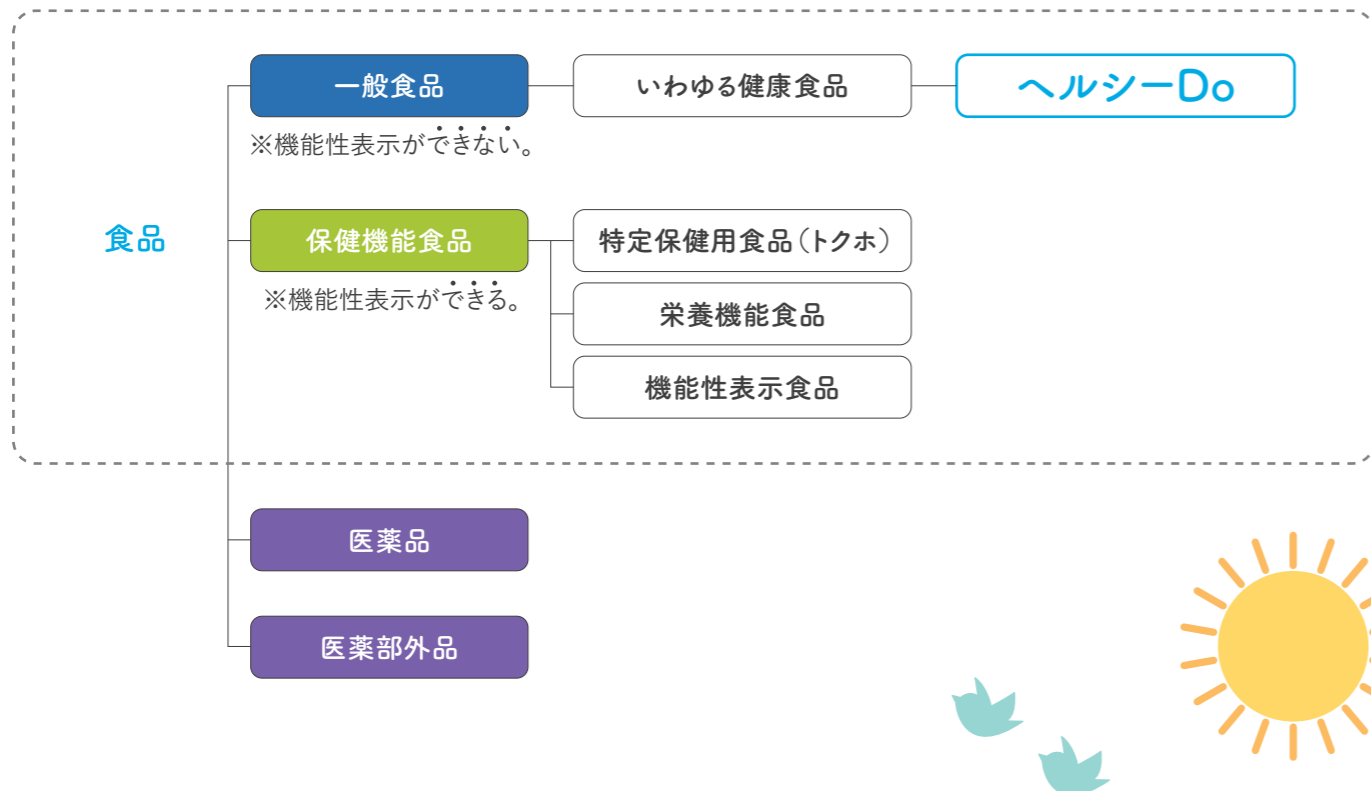 一般食品
いわゆる健康食品
ヘルシーDo
※機能性表示ができない。
食品
保健機能食品
特定保健用食品（トクホ）
※機能性表示ができる。
栄養機能食品
機能性表示食品
医薬品
医薬部外品